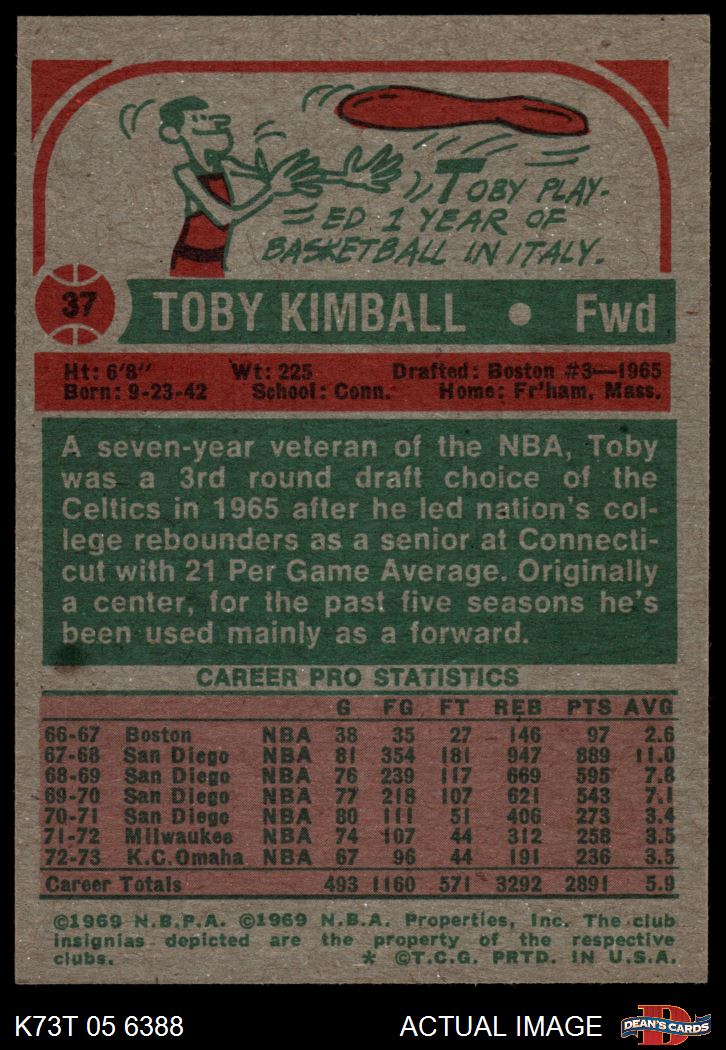 TOBY PLAY-
ED 1 YEAR OF
BASKETBALL IN ITALY.
37 TOBY KIMBALL • Fwd
Ht: 6'8" Wt: 225 Drafted: Boston #3—1965
Born: 9-23-42 School: Conn. Home: Fr'ham, Mass.
A seven-year veteran of the NBA, Toby
was a 3rd round draft choice of the
Celtics in 1965 after he led nation's col-
lege rebounders as a senior at Connecti-
cut with 21 Per Game Average. Originally
a center, for the past five seasons he's
been used mainly as a forward.
CAREER PRO STATISTICS
G FG FT REB PTS AVG
66-67 Boston NBA 38 35 27 146 97 2.6
67-68 San Diego NBA 81 354 181 947 889 11.0
68-69 San Diego NBA 76 239 117 669 595 7.8
69-70 San Diego NBA 77 218 107 621 543 7.1
70-71 San Diego NBA 80 111 51 406 273 3.4
71-72 Milwaukee NBA 74 107 44 312 258 3.5
72-73 K.C. Omaha NBA 67 96 44 191 236 3.5
Career Totals 493 1160 571 3292 2891 5.9
©1969 N.B.P.A. ©1969 N.B.A. Properties, Inc. The club
insignias depicted are the property of the respective
clubs. * ©T.C.G. PRTD. IN U.S.A.
K73T 05 6388 ACTUAL IMAGE DEAN'S CARDS